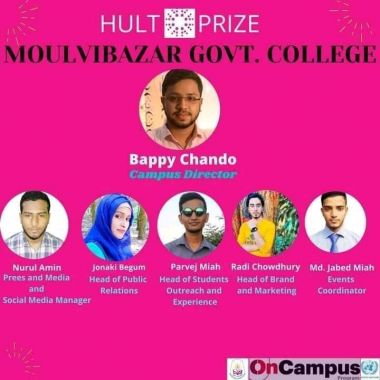 HULT PRIZE
MOULVIBAZAR GOVT. COLLEGE
Bappy Chando
Campus Director
Nurul Amin
Prees and Media
and
Social Media Manager
Jonaki Begum
Head of Public
Relations
Parvej Miah
Head of Students
Outreach and
Experience
Radi Chowdhury
Head of Brand
and Marketing
Md. Jabed Miah
Events
Coordinator
OnCampus
Program